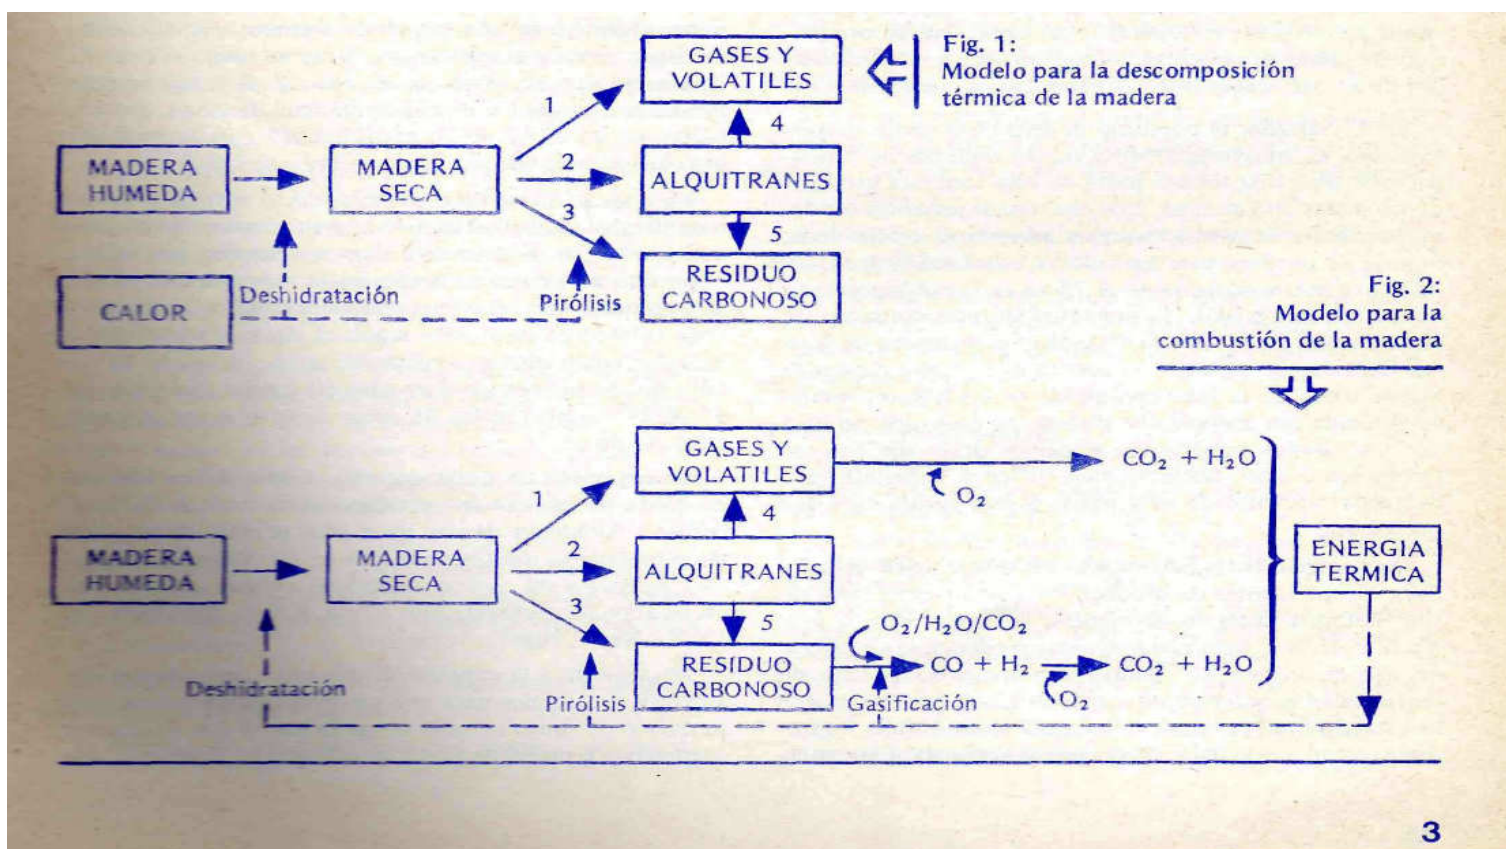 Fig. 1:
Modelo para la descomposición
térmica de la madera
GASES Y
VOLATILES
1
4
MADERA
HUMEDA
MADERA
SECA
2
ALQUITRANES
3
5
CALOR
Deshidratación
Pirólisis
RESIDUO
CARBONOSO
Fig. 2:
Modelo para la
combustión de la madera
GASES Y
VOLATILES
CO₂ + H₂O
O₂
1
4
MADERA
HUMEDA
MADERA
SECA
2
ALQUITRANES
ENERGIA
TERMICA
3
5
O₂/H₂O/CO₂
RESIDUO
CARBONOSO
CO + H₂
CO₂ + H₂O
Deshidratación
Pirólisis
Gasificación
O₂
3